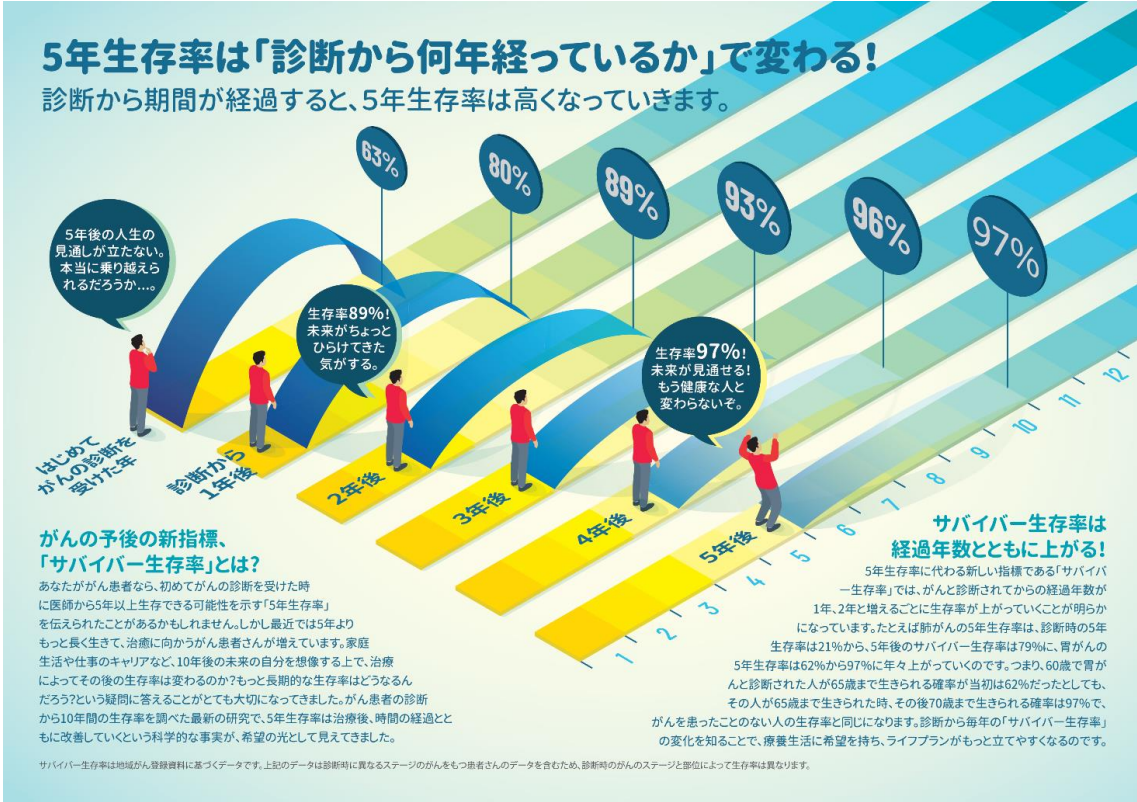 5年生存率は「診断から何年経っているか」で変わる!
診断から期間が経過すると、5年生存率は高くなっていきます。
63%
80%
89%
93%
96%
97%
5年後の人生の
見通しが立たない。
本当に乗り越えら
れるだろうか…。
生存率89%!
未来がちょっと
ひらけてきた
気がする。
生存率97%!
未来が見通せる!
もう健康な人と
変わらないぞ。
はじめて
がんの診断を
受けた年
診断から
1年後
2年後
3年後
4年後
5年後
1
2
3
4
5
6
7
8
9
10
11
12
がんの予後の新指標、
「サバイバー生存率」とは?
あなたががん患者なら、初めてがんの診断を受けた時
に医師から5年以上生存できる可能性を示す「5年生存率」
を伝えられたことがあるかもしれません。しかし最近では5年より
もっと長く生きて、治癒に向かうがん患者さんが増えています。家庭
生活や仕事のキャリアなど、10年後の未来の自分を想像する上で、治療
によってその後の生存率は変わるのか?もっと長期的な生存率はどうなるん
だろう?という疑問に答えることがとても大切になってきました。がん患者の診断
から10年間の生存率を調べた最新の研究で、5年生存率は治療後、時間の経過とと
もに改善していくという科学的な事実が、希望の光として見えてきました。
サバイバー生存率は
経過年数とともに上がる!
5年生存率に代わる新しい指標である「サバイバ
ー生存率」では、がんと診断されてからの経過年数が
1年、2年と増えるごとに生存率が上がっていくことが明らか
になっています。たとえば肺がんの5年生存率は、診断時の5年
生存率は21%から、5年後のサバイバー生存率は79%に、胃がんの
5年生存率は62%から97%に年々上がっていくのです。つまり、60歳で胃が
んと診断された人が65歳まで生きられる確率が当初は62%だったとしても、
その人が65歳まで生きられた時、その後70歳まで生きられる確率は97%で、
がんを患ったことのない人の生存率と同じになります。診断から毎年の「サバイバー生存率」
の変化を知ることで、療養生活に希望を持ち、ライフプランがもっと立てやすくなるのです。
サバイバー生存率は地域がん登録資料に基づくデータです。上記のデータは診断時に異なるステージのがんをもつ患者さんのデータを含むため、診断時のがんのステージと部位によって生存率は異なります。